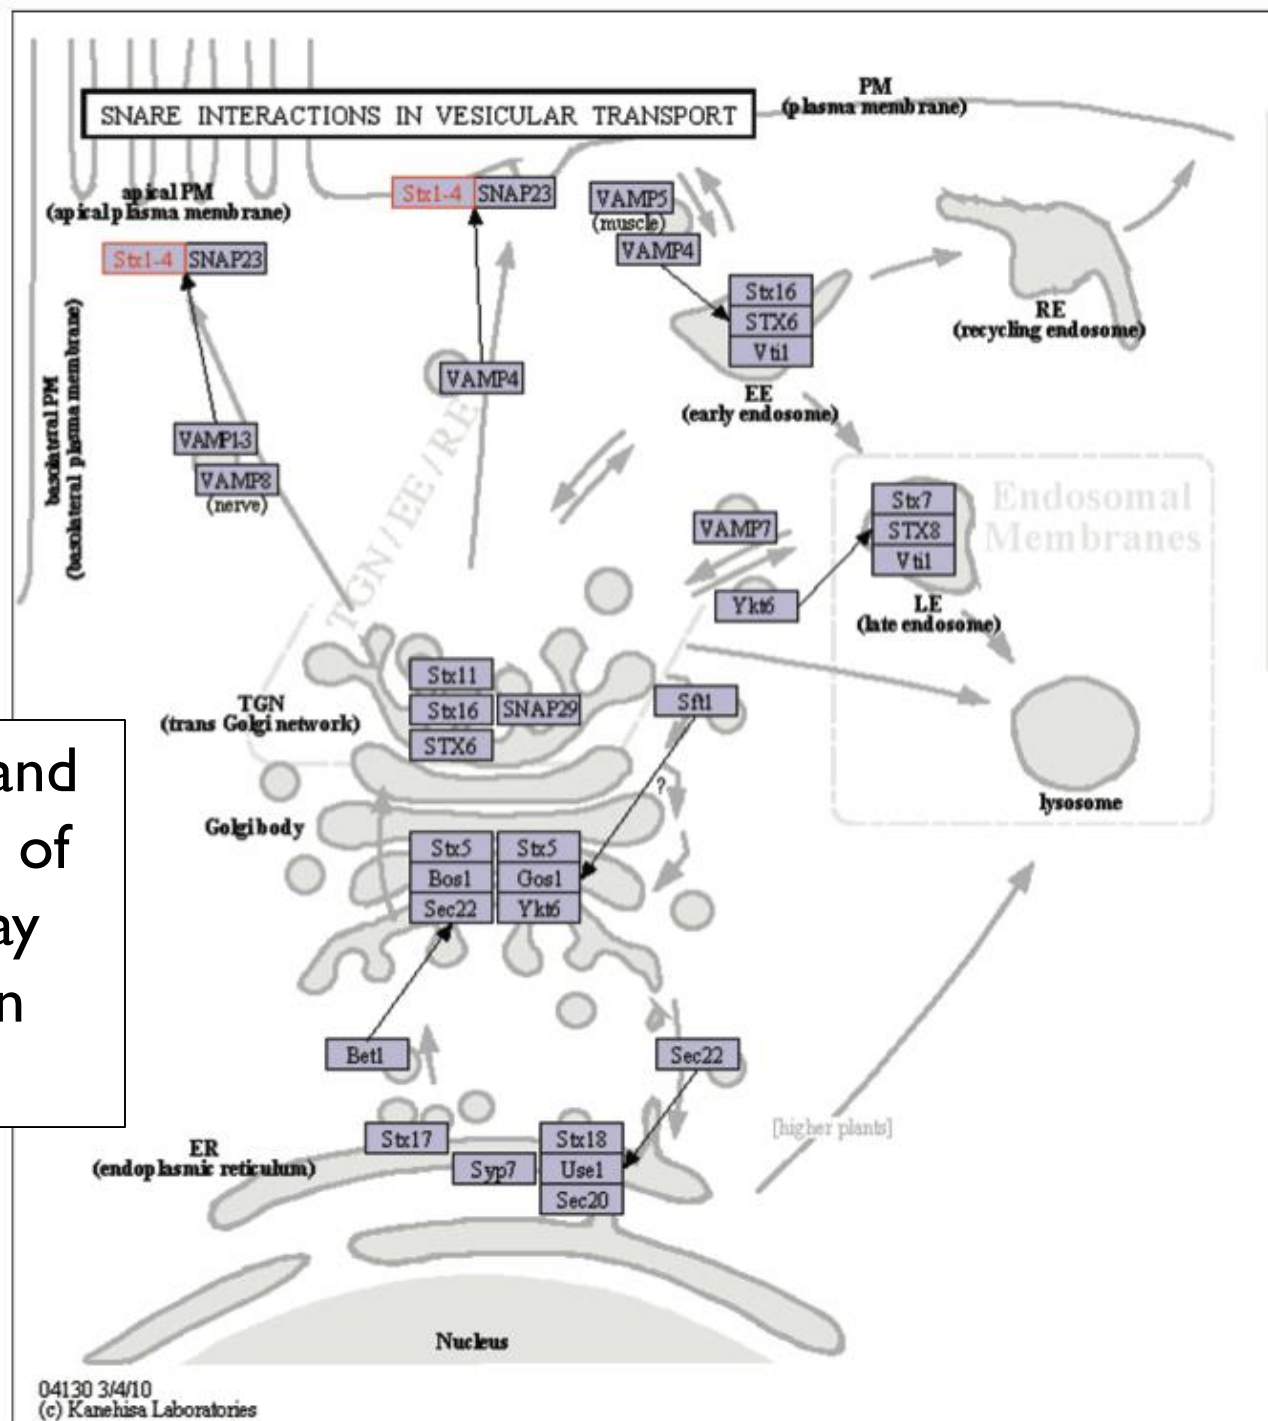 SNARE INTERACTIONS IN VESICULAR TRANSPORT
PM
(plasma membrane)
apical PM
(apical plasma membrane)
Stx1-4 SNAP23
Stx1-4 SNAP23
VAMP5
(muscle)
VAMP4
Stx16
STX6
Vti1
EE
(early endosome)
RE
(recycling endosome)
basolateral PM
(basolateral plasma membrane)
VAMP4
VAMP1-3
VAMP8
(nerve)
TGN/EE/RE
VAMP7
Ykt6
Stx7
STX8
Vti1
Endosomal
Membranes
LE
(late endosome)
lysosome
TGN
(trans Golgi network)
Stx11
Stx16 SNAP29
STX6
Sft1
?
and
of
ay
n
Golgi body
Stx5 Stx5
Bos1 Gos1
Sec22 Ykt6
Bet1
Sec22
[higher plants]
ER
(endoplasmic reticulum)
Stx17
Syp7
Stx18
Use1
Sec20
Nucleus
04130 3/4/10
(c) Kanehisa Laboratories